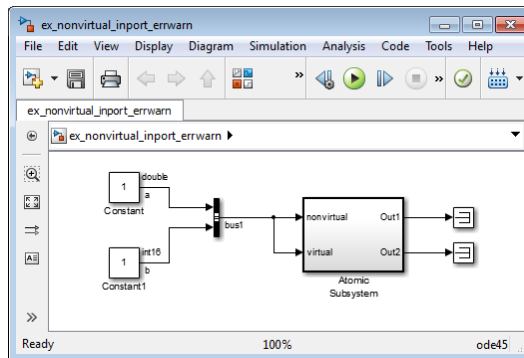 ex_nonvirtual_inport_errwarn
File Edit View Display Diagram Simulation Analysis Code Tools Help
ex_nonvirtual_inport_errwarn
ex_nonvirtual_inport_errwarn
double
1
a
Constant
bus1
int16
1
b
Constant1
nonvirtual Out1
virtual Out2
Atomic
Subsystem
Ready 100% ode45